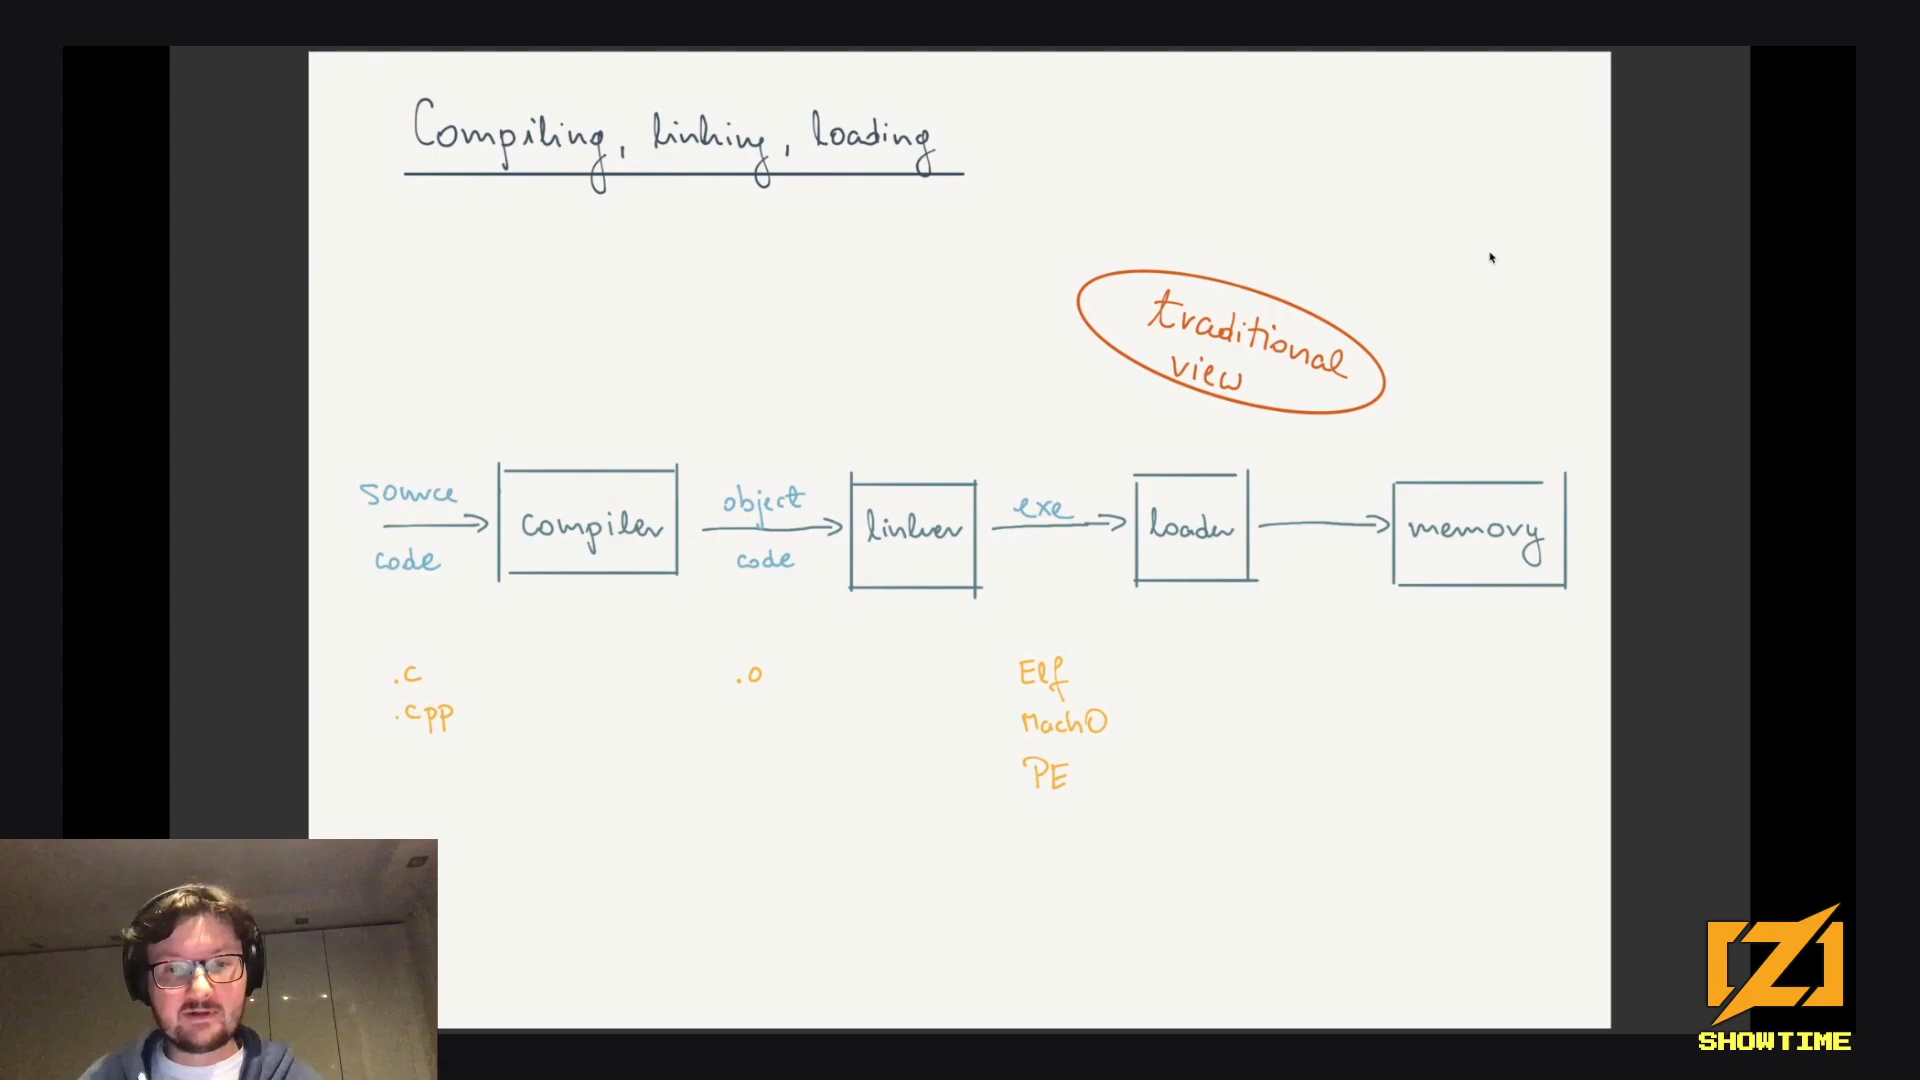 Compiling, linking, loading
traditional
view
source
code
compiler
object
code
linker
exe
loader
memory
.c
.cpp
.o
Elf
MachO
PE
Z
SHOWTIME